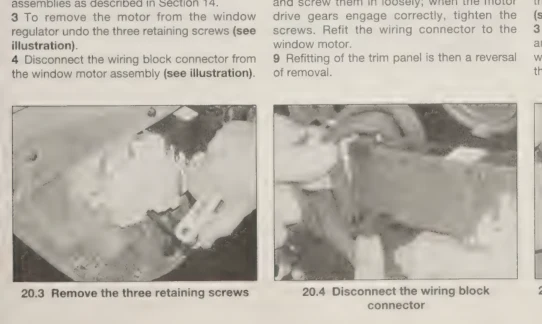 assemblies as described in Section 14.
3 To remove the motor from the window
regulator undo the three retaining screws (see
illustration).
4 Disconnect the wiring block connector from
the window motor assembly (see illustration).
and screw them in loosely; when the motor
drive gears engage correctly, tighten the
screws. Refit the wiring connector to the
window motor.
9 Refitting of the trim panel is then a reversal
of removal.
20.3 Remove the three retaining screws
20.4 Disconnect the wiring block
connector
(s
3
w
th
2